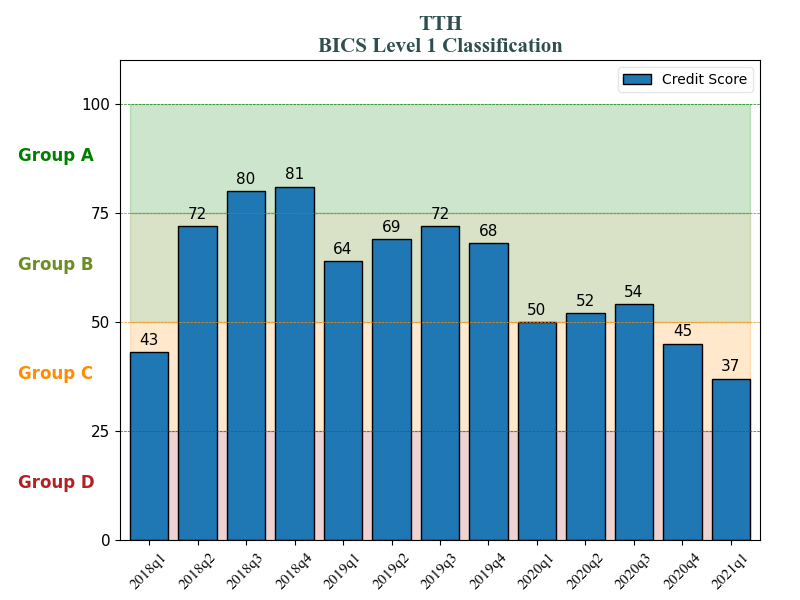 TTH
BICS Level 1 Classification
Credit Score
100
75
50
25
0
Group A
Group B
Group C
Group D
43
72
80
81
64
69
72
68
50
52
54
45
37
2018q1
2018q2
2018q3
2018q4
2019q1
2019q2
2019q3
2019q4
2020q1
2020q2
2020q3
2020q4
2021q1